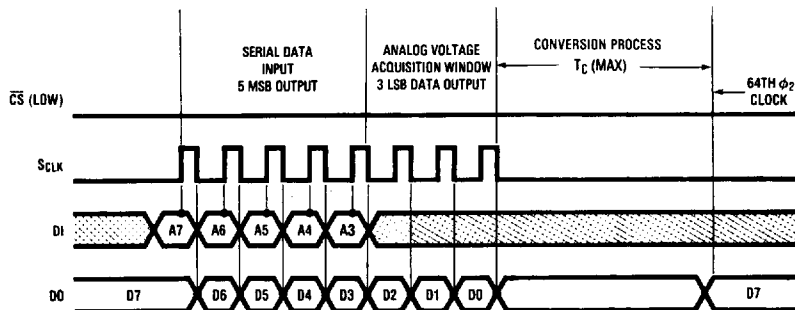 SERIAL DATA
INPUT
5 MSB OUTPUT
ANALOG VOLTAGE
ACQUISITION WINDOW
3 LSB DATA OUTPUT
CONVERSION PROCESS
TC (MAX)
64TH ϕ2
CLOCK
CS (LOW)
SCLK
DI
A7 A6 A5 A4 A3
DO
D7 D6 D5 D4 D3 D2 D1 D0 D7